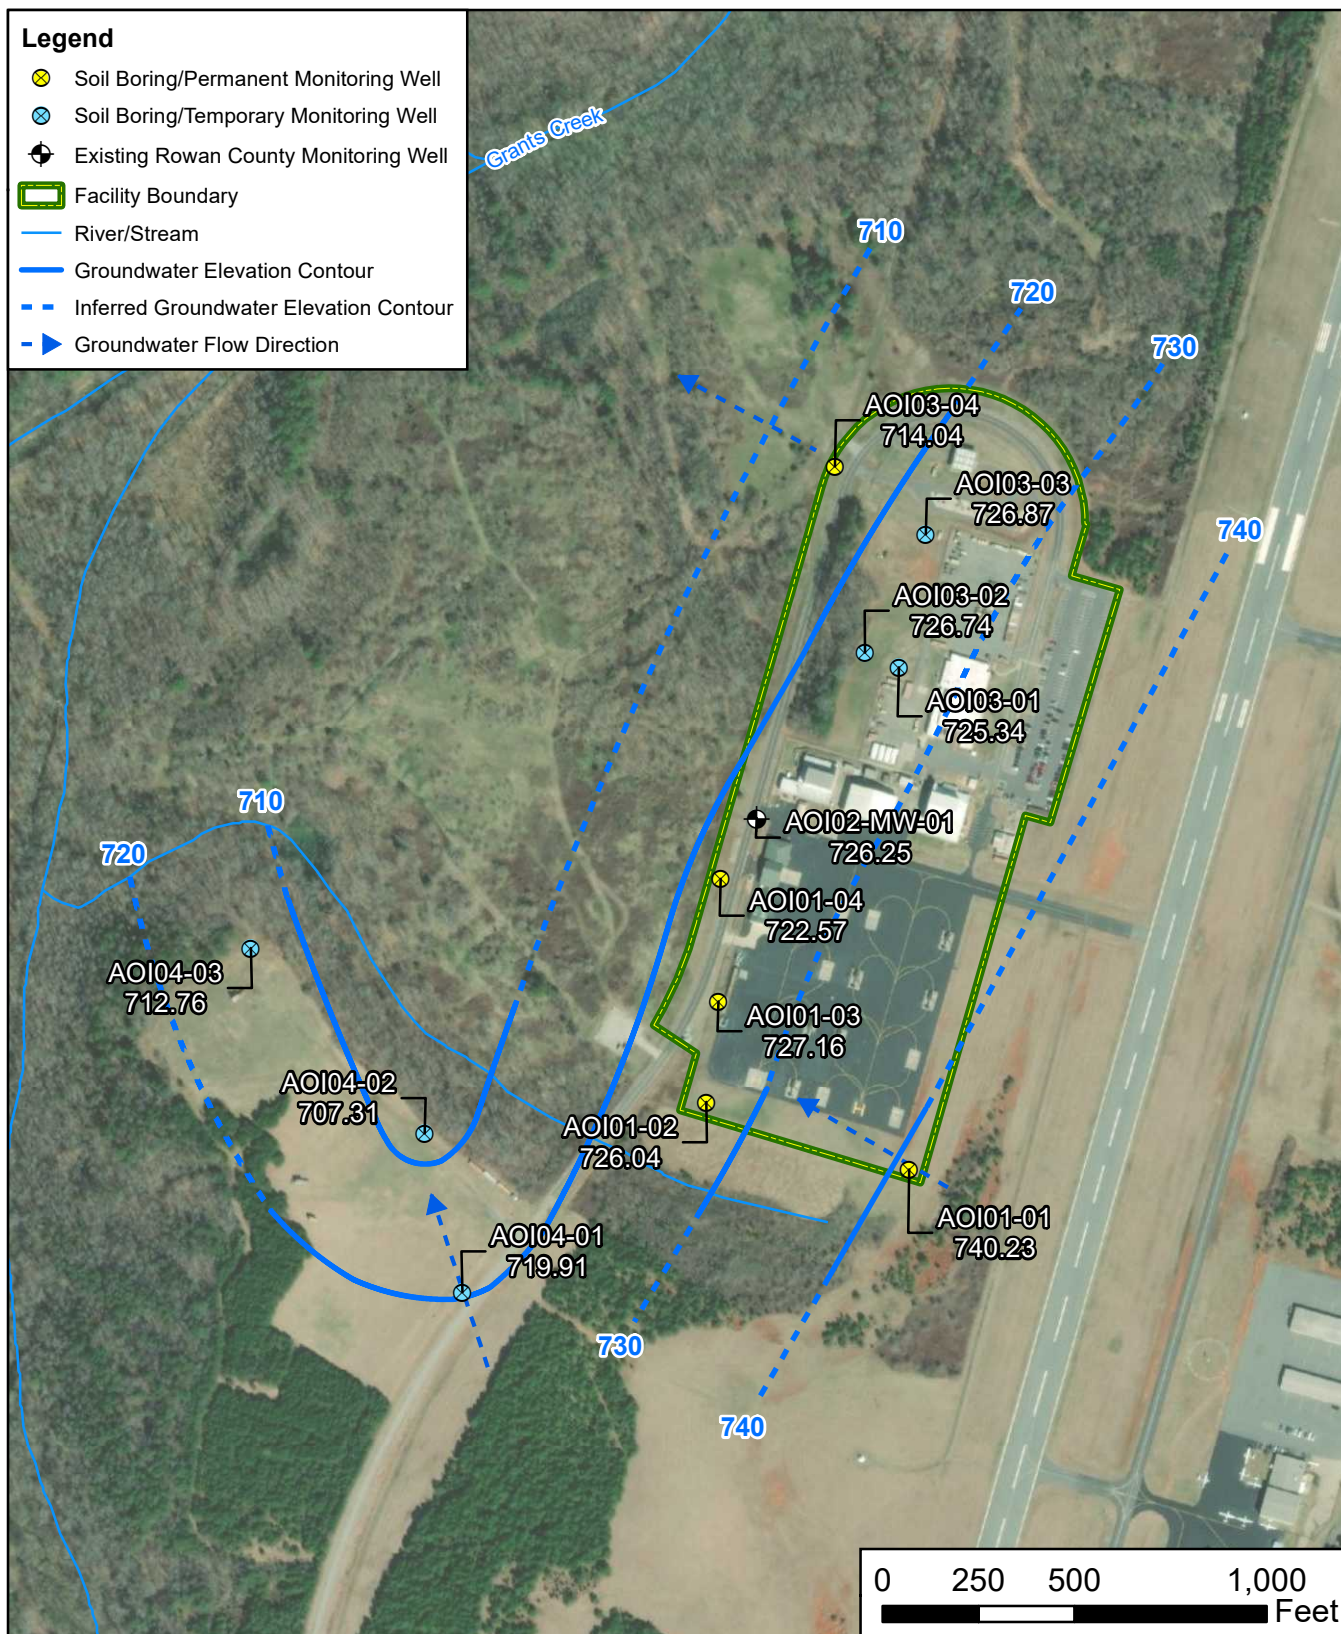 Legend
Soil Boring/Permanent Monitoring Well
Soil Boring/Temporary Monitoring Well
Existing Rowan County Monitoring Well
Facility Boundary
River/Stream
Groundwater Elevation Contour
Inferred Groundwater Elevation Contour
Groundwater Flow Direction
Grants Creek
710
720
730
AOI03-04
714.04
AOI03-03
726.87
740
AOI03-02
726.74
AOI03-01
725.34
710
AOI02-MW-01
726.25
720
AOI01-04
722.57
AOI04-03
712.76
AOI01-03
727.16
AOI04-02
707.31
AOI01-02
726.04
AOI01-01
740.23
AOI04-01
719.91
730
740
0 250 500 1,000
Feet